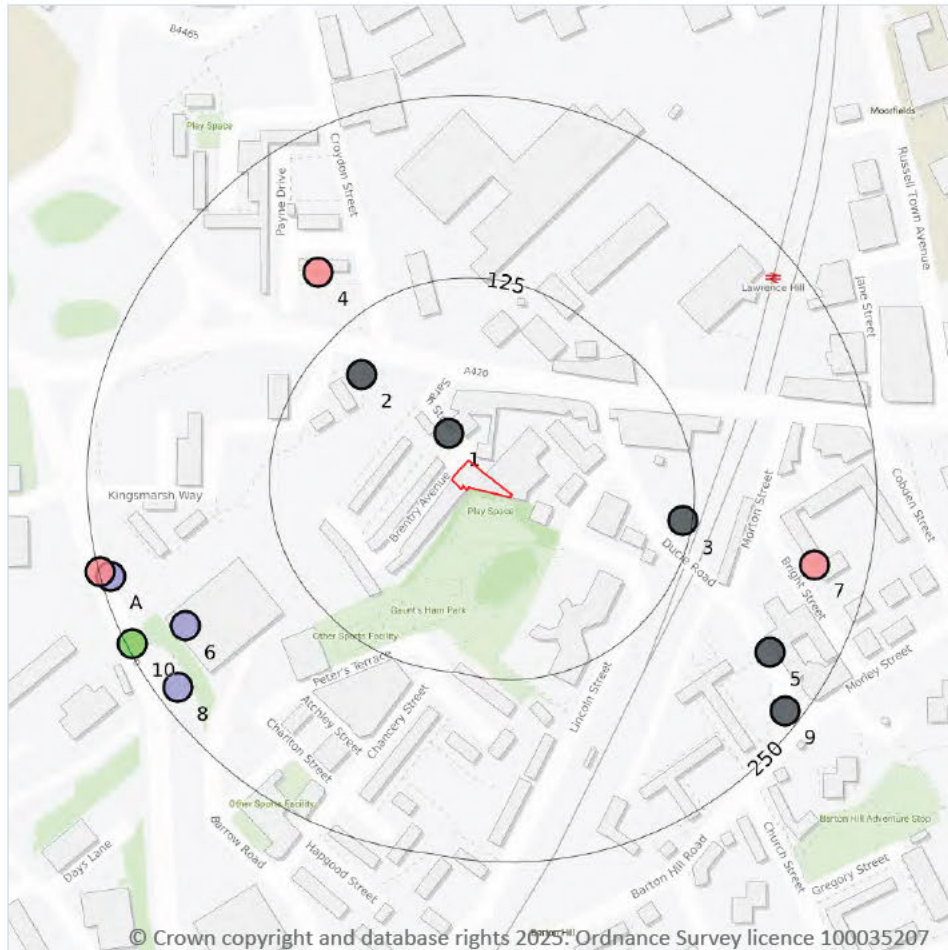 B4465
Moorfields
Play Space
Croydon Street
Payne Drive
Russell Town Avenue
125
4
Lawrence Hill
Jane Street
A420
2
1
Kingsmarsh Way
Brentry Avenue
Play Space
Morton Street
Cobden Street
3
Ducie Road
7
Bright Street
A
Gaunt's Ham Park
6
Other Sports Facility
10
5
Peter's Terrace
Morley Street
8
Lincoln Street
9
Atchley Street
Chancery Street
Charlton Street
250
Other Sports Facility
Barton Hill Adventure Stop
Barrow Road
Days Lane
Hapgood Street
Barton Hill Road
Church Street
Gregory Street
© Crown copyright and database rights 2025. Ordnance Survey licence 100035207